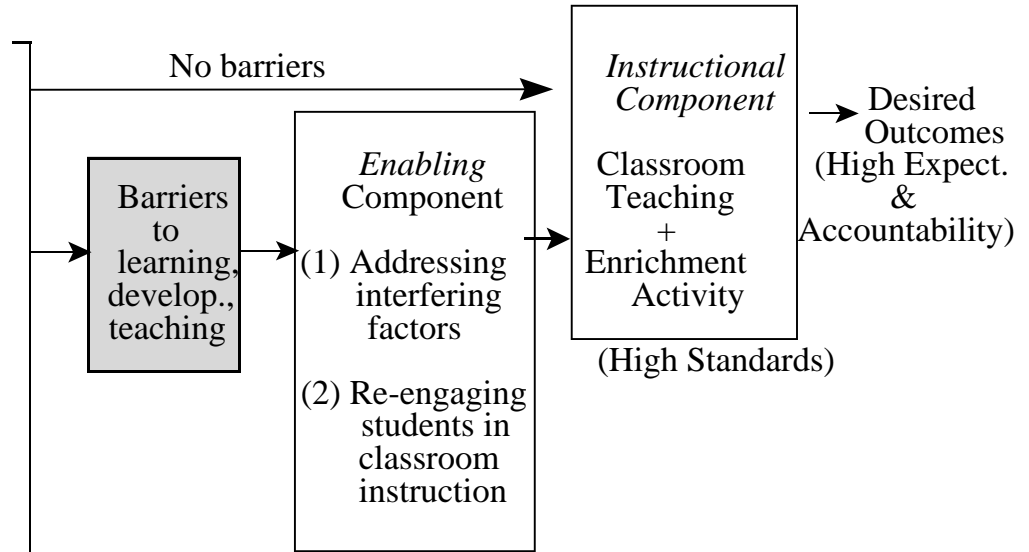 No barriers
Barriers
to
learning,
develop.,
teaching
Enabling
Component
(1) Addressing
interfering
factors
(2) Re-engaging
students in
classroom
instruction
Instructional
Component
Classroom
Teaching
+
Enrichment
Activity
(High Standards)
Desired
Outcomes
(High Expect.
&
Accountability)